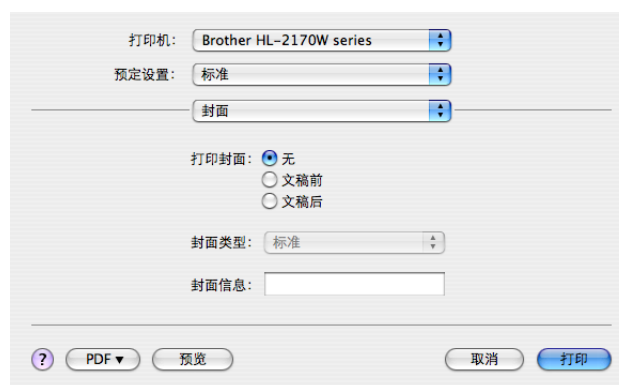 打印机: Brother HL-2170W series
预定设置: 标准
封面
打印封面: 无
文稿前
文稿后
封面类型: 标准
封面信息:
? PDF▼ 预览 取消 打印